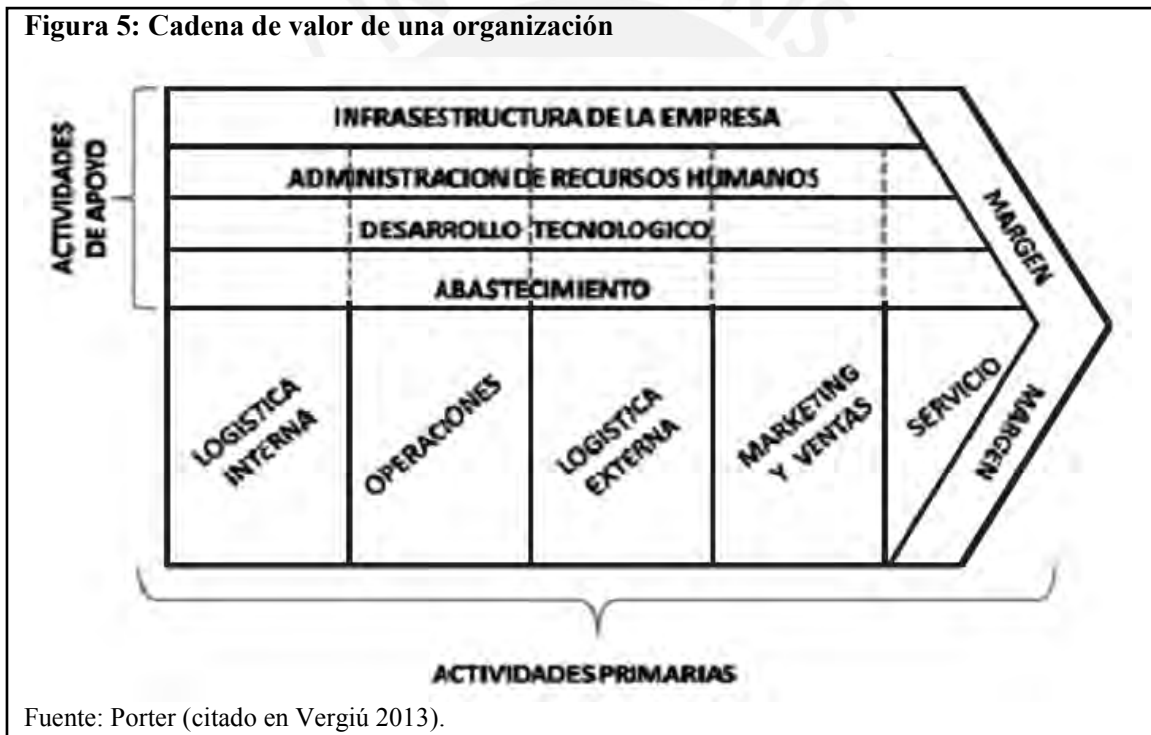 Figura 5: Cadena de valor de una organización
ACTIVIDADES
DE APOYO
INFRASESTRUCTURA DE LA EMPRESA
ADMINISTRACION DE RECURSOS HUMANOS
DESARROLLO TECNOLOGICO
ABASTECIMIENTO
MARGEN
LOGISTICA
INTERNA
OPERACIONES
LOGISTICA
EXTERNA
MARKETING
Y VENTAS
SERVICIO
MARGEN
ACTIVIDADES PRIMARIAS
Fuente: Porter (citado en Vergiú 2013).